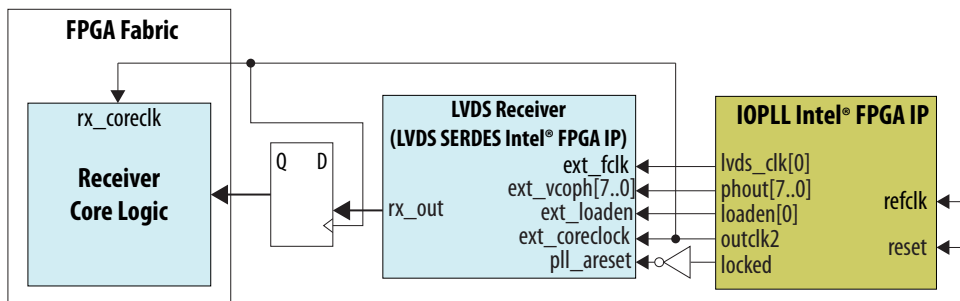 FPGA Fabric
rx_coreclk
Receiver
Core Logic
Q D
LVDS Receiver
(LVDS SERDES Intel® FPGA IP)
ext_fclk
ext_vcoph[7..0]
ext_loaden
rx_out
ext_coreclock
pll_areset
IOPLL Intel® FPGA IP
lvds_clk[0]
phout[7..0]
loaden[0]
outclk2
locked
refclk
reset